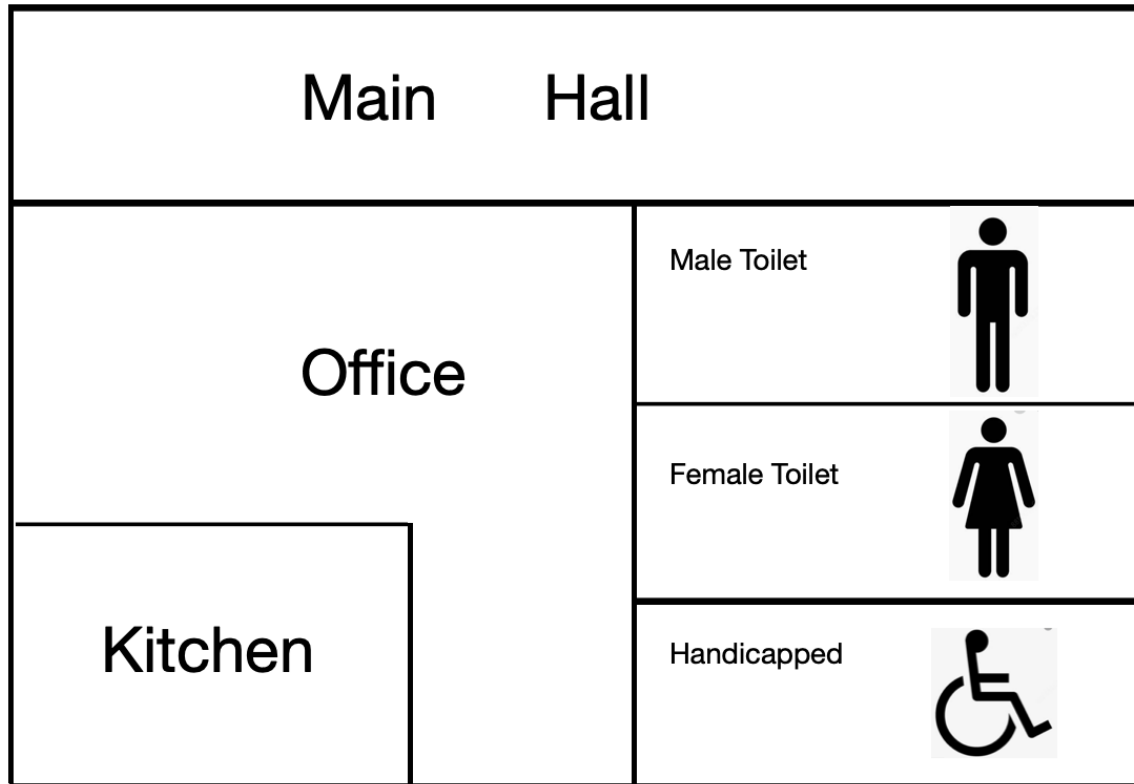 Main Hall
Male Toilet
Office
Female Toilet
Kitchen
Handicapped